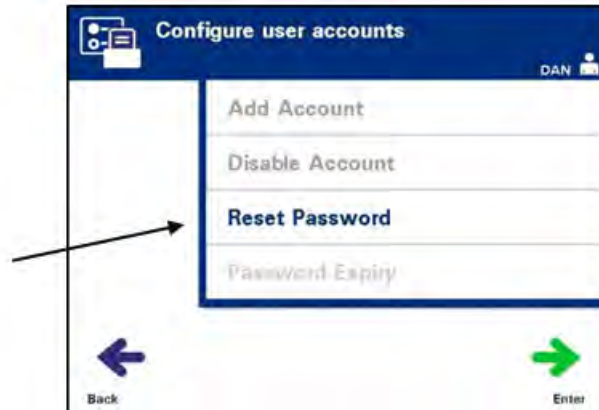 Configure user accounts
DAN
Add Account
Disable Account
Reset Password
Password Expiry
Back
Enter